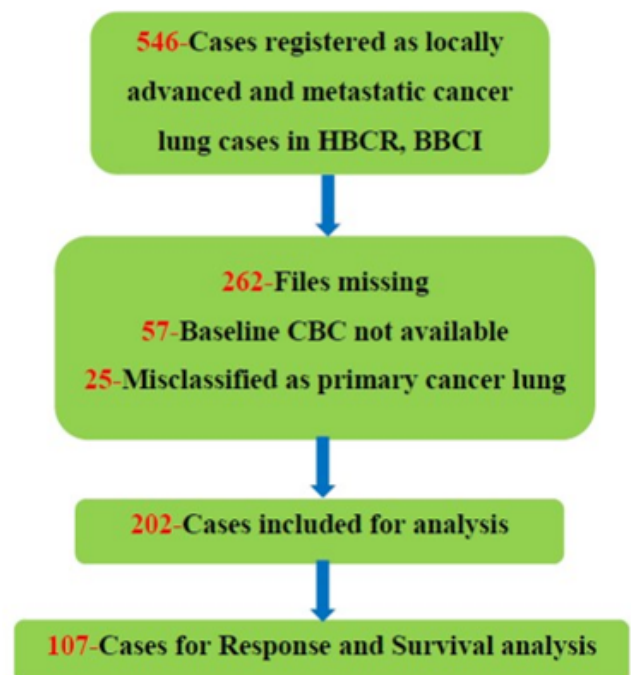 546-Cases registered as locally
advanced and metastatic cancer
lung cases in HBCR, BBCI
262-Files missing
57-Baseline CBC not available
25-Misclassified as primary cancer lung
202-Cases included for analysis
107-Cases for Response and Survival analysis